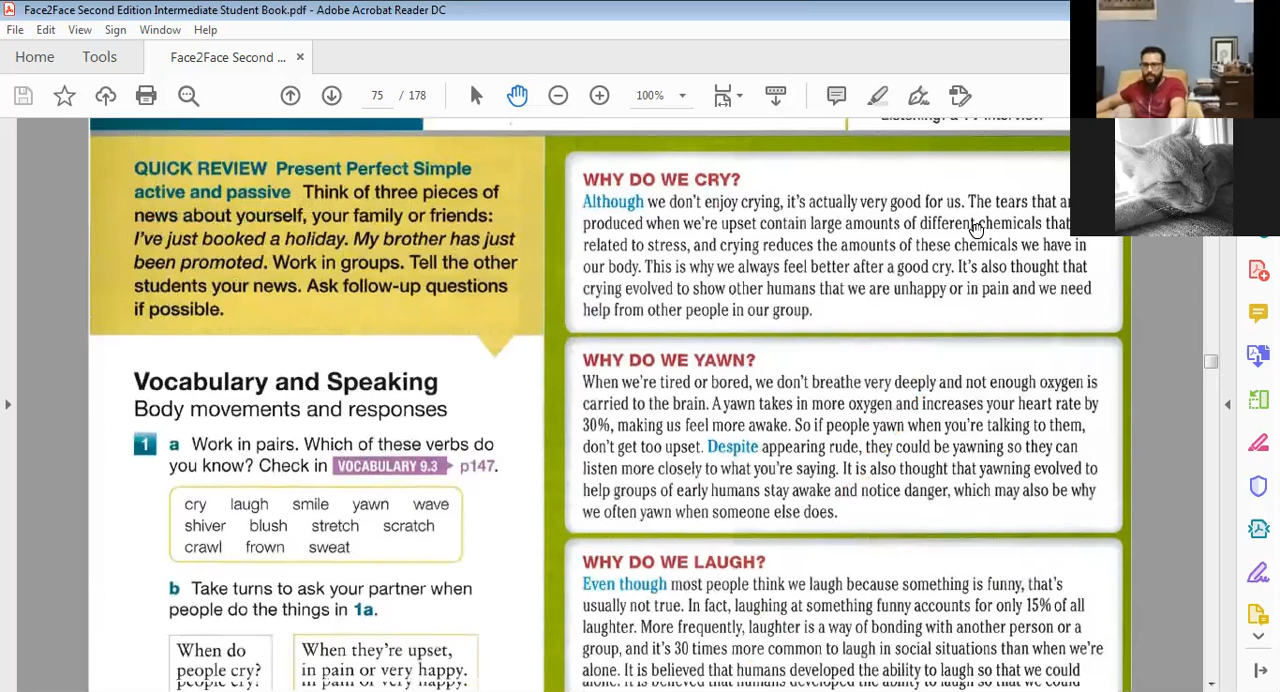 Face2Face Second Edition Intermediate Student Book.pdf - Adobe Acrobat Reader DC
File Edit View Sign Window Help
Home Tools Face2Face Second ... ×
75 / 178 100%
QUICK REVIEW Present Perfect Simple
active and passive Think of three pieces of
news about yourself, your family or friends:
I've just booked a holiday. My brother has just
been promoted. Work in groups. Tell the other
students your news. Ask follow-up questions
if possible.
Vocabulary and Speaking
Body movements and responses
1 a Work in pairs. Which of these verbs do
you know? Check in VOCABULARY 9.3 p147.
cry laugh smile yawn wave
shiver blush stretch scratch
crawl frown sweat
b Take turns to ask your partner when
people do the things in 1a.
When do
people cry?
When they're upset,
in pain or very happy.
Listening: a TV interview
WHY DO WE CRY?
Although we don't enjoy crying, it's actually very good for us. The tears that
produced when we're upset contain large amounts of different chemicals that
related to stress, and crying reduces the amounts of these chemicals we have in
our body. This is why we always feel better after a good cry. It's also thought that
crying evolved to show other humans that we are unhappy or in pain and we need
help from other people in our group.
WHY DO WE YAWN?
When we're tired or bored, we don't breathe very deeply and not enough oxygen is
carried to the brain. A yawn takes in more oxygen and increases your heart rate by
30%, making us feel more awake. So if people yawn when you're talking to them,
don't get too upset. Despite appearing rude, they could be yawning so they can
listen more closely to what you're saying. It is also thought that yawning evolved to
help groups of early humans stay awake and notice danger, which may also be why
we often yawn when someone else does.
WHY DO WE LAUGH?
Even though most people think we laugh because something is funny, that's
usually not true. In fact, laughing at something funny accounts for only 15% of all
laughter. More frequently, laughter is a way of bonding with another person or a
group, and it's 30 times more common to laugh in social situations than when we're
alone. It is believed that humans developed the ability to laugh so that we could